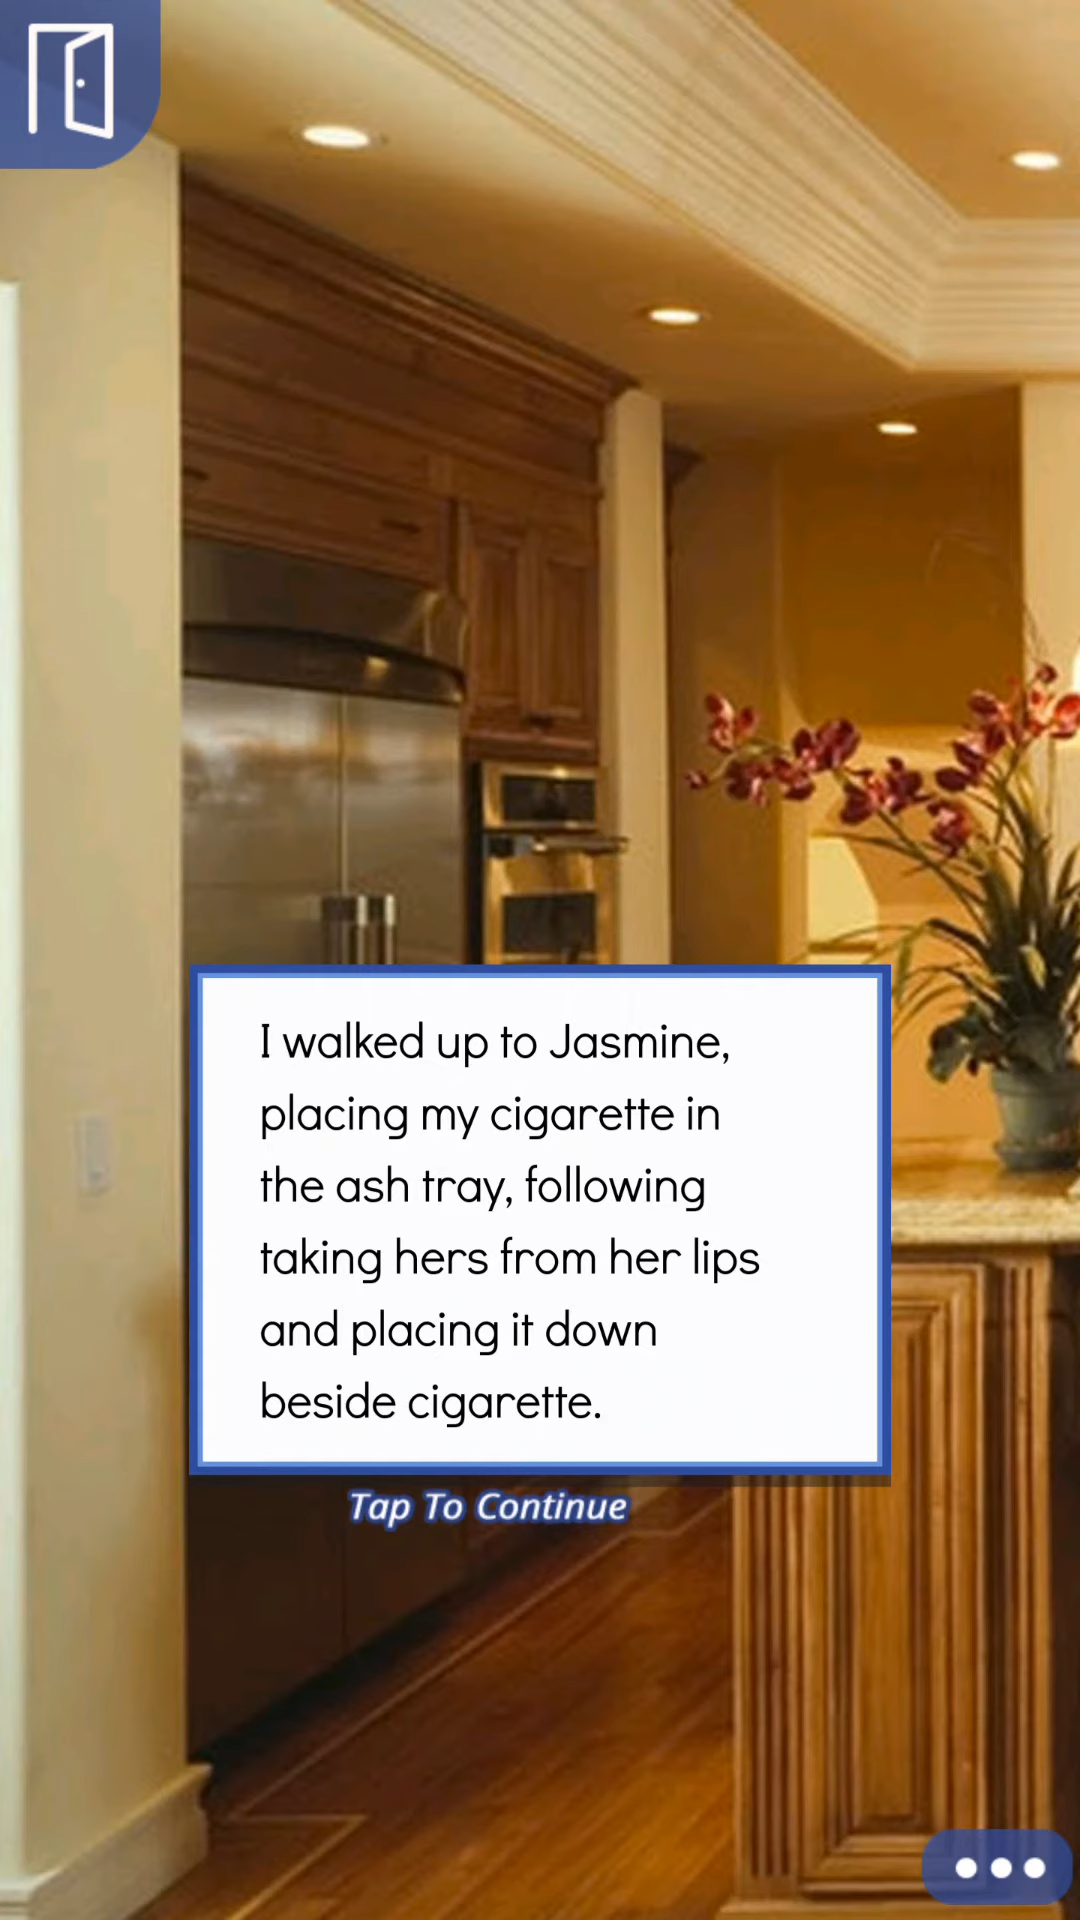 I walked up to Jasmine,
placing my cigarette in
the ash tray, following
taking hers from her lips
and placing it down
beside cigarette.
Tap To Continue